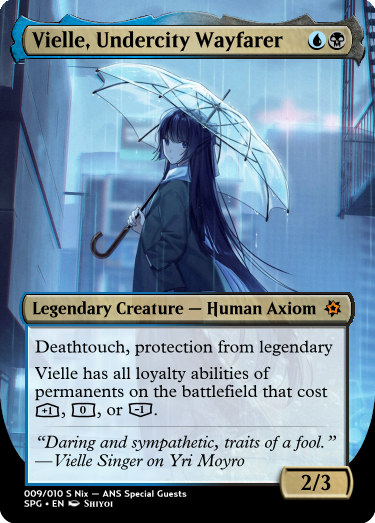 Vielle, Undercity Wayfarer
Legendary Creature — Human Axiom
Deathtouch, protection from legendary
Vielle has all loyalty abilities of
permanents on the battlefield that cost
+1, 0, or -1.
“Daring and sympathetic, traits of a fool.”
—Vielle Singer on Yri Moyro
2/3
009/010 S Nix — ANS Special Guests
SPG • EN Shiyoi